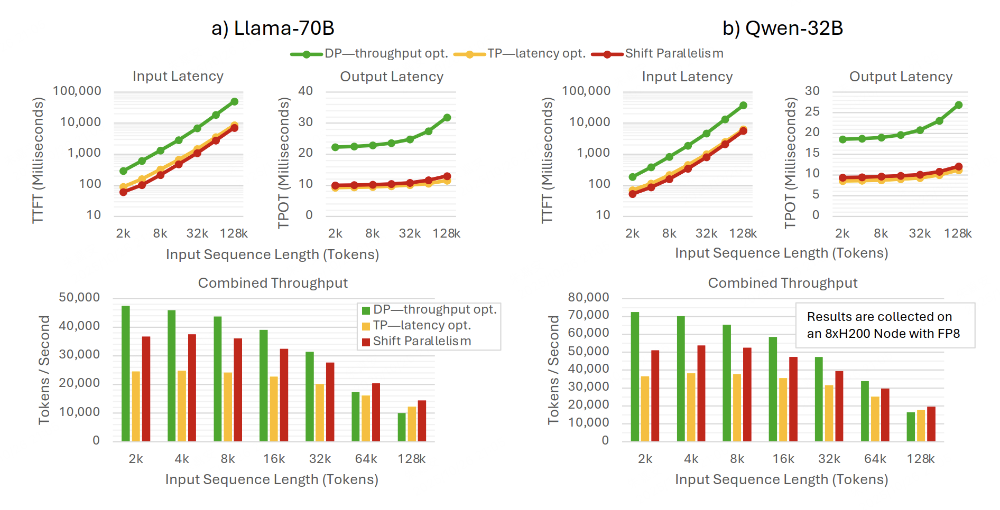 a) Llama-70B
b) Qwen-32B
DP—throughput opt.
TP—latency opt.
Shift Parallelism
Input Latency
TTFT (Milliseconds)
100,000
10,000
1,000
100
10
2k
8k
32k
128k
Output Latency
TPOT (Milliseconds)
40
30
20
10
0
2k
8k
32k
128k
Input Sequence Length (Tokens)
Input Latency
TTFT (Milliseconds)
100,000
10,000
1,000
100
10
2k
8k
32k
128k
Output Latency
TPOT (Milliseconds)
30
25
20
15
10
5
0
2k
8k
32k
128k
Input Sequence Length (Tokens)
Combined Throughput
Tokens / Second
50,000
40,000
30,000
20,000
10,000
0
DP—throughput opt.
TP—latency opt.
Shift Parallelism
2k
4k
8k
16k
32k
64k
128k
Input Sequence Length (Tokens)
Combined Throughput
Tokens / Second
80,000
70,000
60,000
50,000
40,000
30,000
20,000
10,000
0
Results are collected on
an 8xH200 Node with FP8
2k
4k
8k
16k
32k
64k
128k
Input Sequence Length (Tokens)